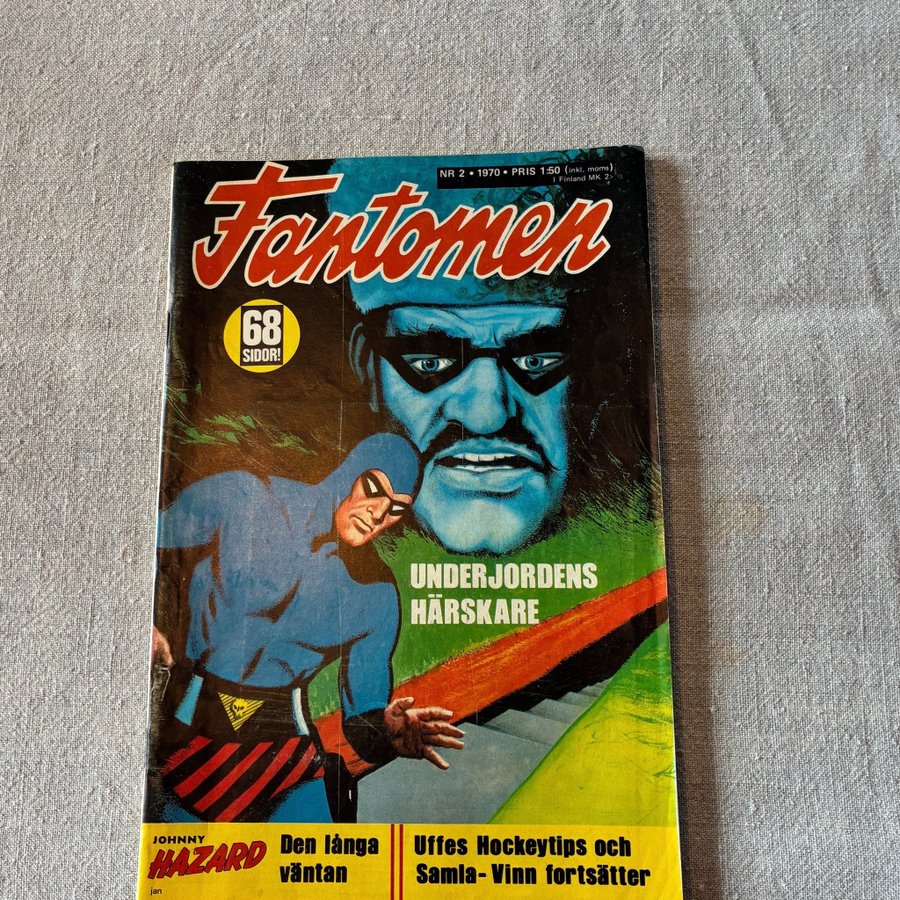 NR 2 • 1970 • PRIS 1:50 (inkl. moms)
I Finland MK 2:-
Fantomen
68
SIDOR!
UNDERJORDENS
HÄRSKARE
JOHNNY
HAZARD
jan
Den långa
väntan
Uffes Hockeytips och
Samla-Vinn fortsätter